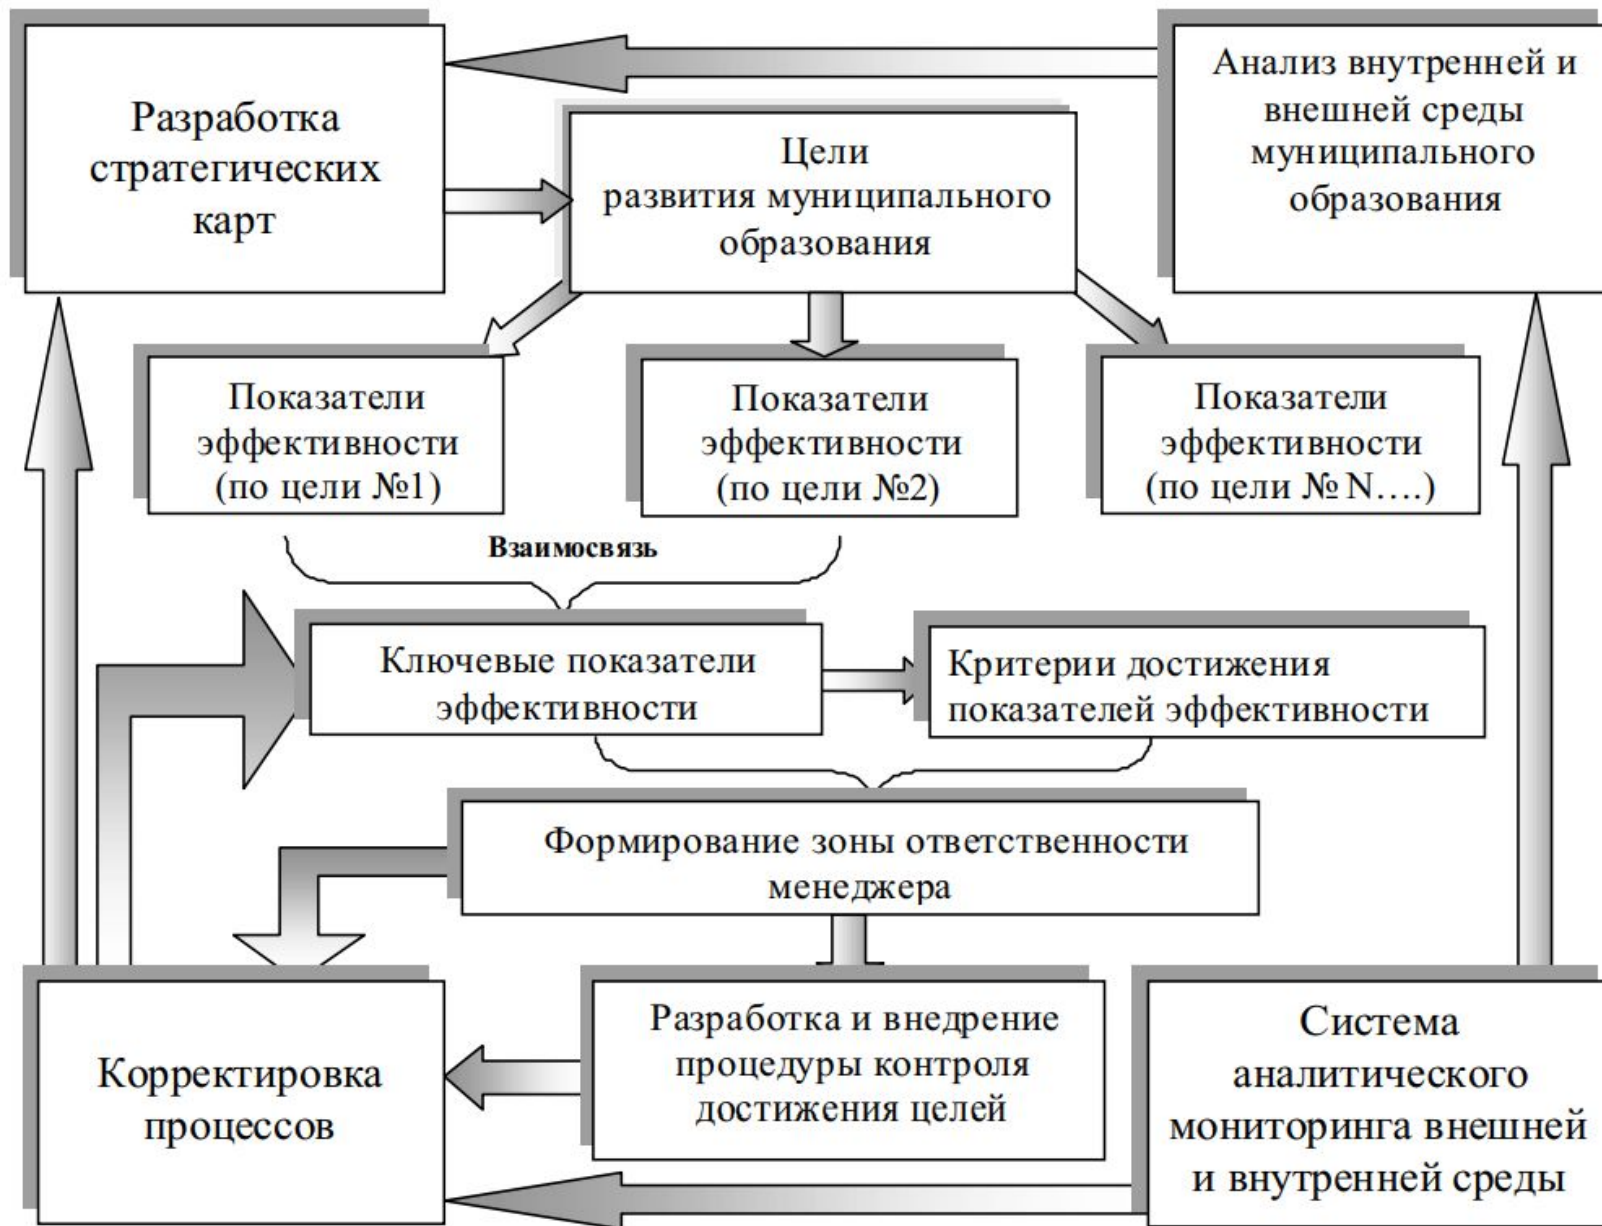 Разработка
стратегических
карт
Цели
развития муниципального
образования
Анализ внутренней и
внешней среды
муниципального
образования
Показатели
эффективности
(по цели №1)
Показатели
эффективности
(по цели №2)
Показатели
эффективности
(по цели № N….)
Взаимосвязь
Ключевые показатели
эффективности
Критерии достижения
показателей эффективности
Формирование зоны ответственности
менеджера
Корректировка
процессов
Разработка и внедрение
процедуры контроля
достижения целей
Система
аналитического
мониторинга внешней
и внутренней среды